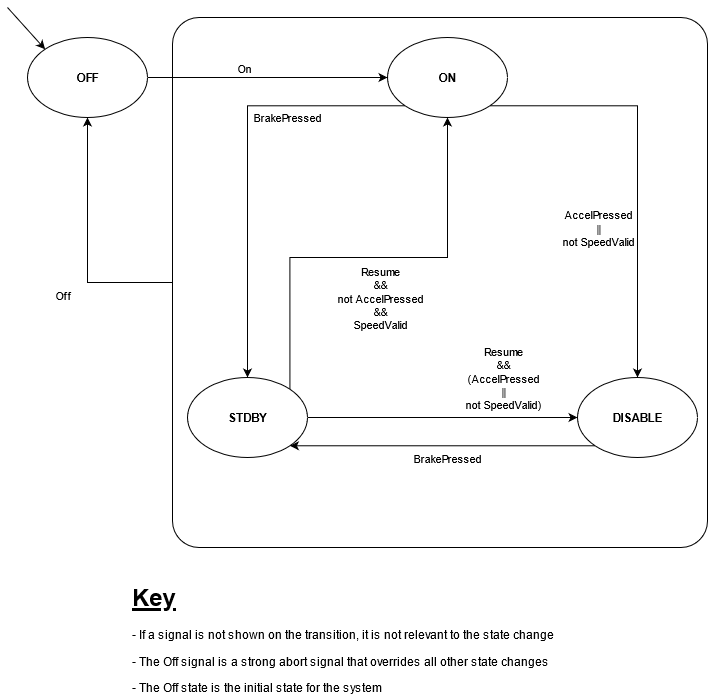 OFF
On
ON
BrakePressed
AccelPressed
||
not SpeedValid
Resume
&&
not AccelPressed
&&
SpeedValid
Off
Resume
&&
(AccelPressed
||
not SpeedValid)
STDBY
DISABLE
BrakePressed
Key
- If a signal is not shown on the transition, it is not relevant to the state change
- The Off signal is a strong abort signal that overrides all other state changes
- The Off state is the initial state for the system